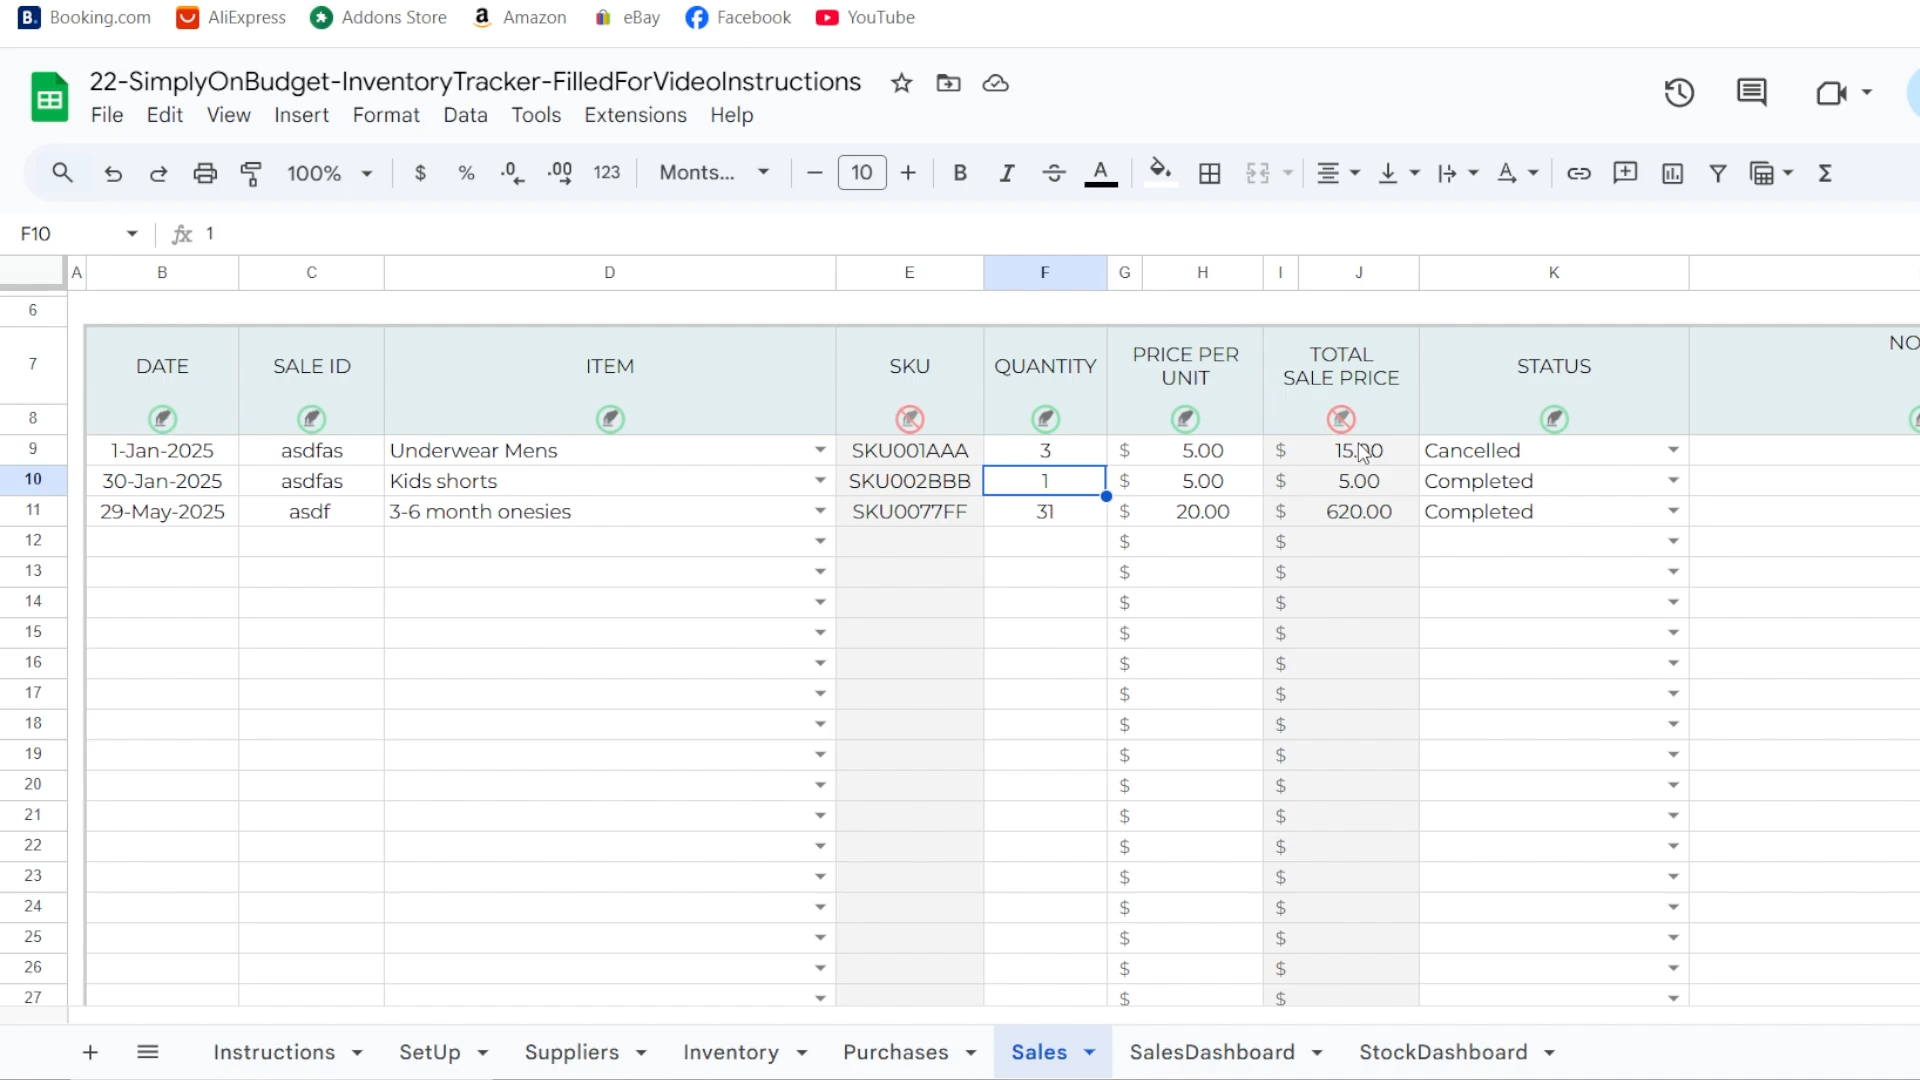 Booking.com AliExpress Addons Store Amazon eBay Facebook YouTube
22-SimplyOnBudget-InventoryTracker-FilledForVideoInstructions
File Edit View Insert Format Data Tools Extensions Help
100% $ % .0 .00 123 Monts... 10 B I A
F10 fx 1
A B C D E F G H I J K
6
7 DATE SALE ID ITEM SKU QUANTITY PRICE PER UNIT TOTAL SALE PRICE STATUS NO
8
9 1-Jan-2025 asdfas Underwear Mens SKU001AAA 3 $ 5.00 $ 15.00 Cancelled
10 30-Jan-2025 asdfas Kids shorts SKU002BBB 1 $ 5.00 $ 5.00 Completed
11 29-May-2025 asdf 3-6 month onesies SKU0077FF 31 $ 20.00 $ 620.00 Completed
12 $ $
13 $ $
14 $ $
15 $ $
16 $ $
17 $ $
18 $ $
19 $ $
20 $ $
21 $ $
22 $ $
23 $ $
24 $ $
25 $ $
26 $ $
27 $ $
Instructions SetUp Suppliers Inventory Purchases Sales SalesDashboard StockDashboard